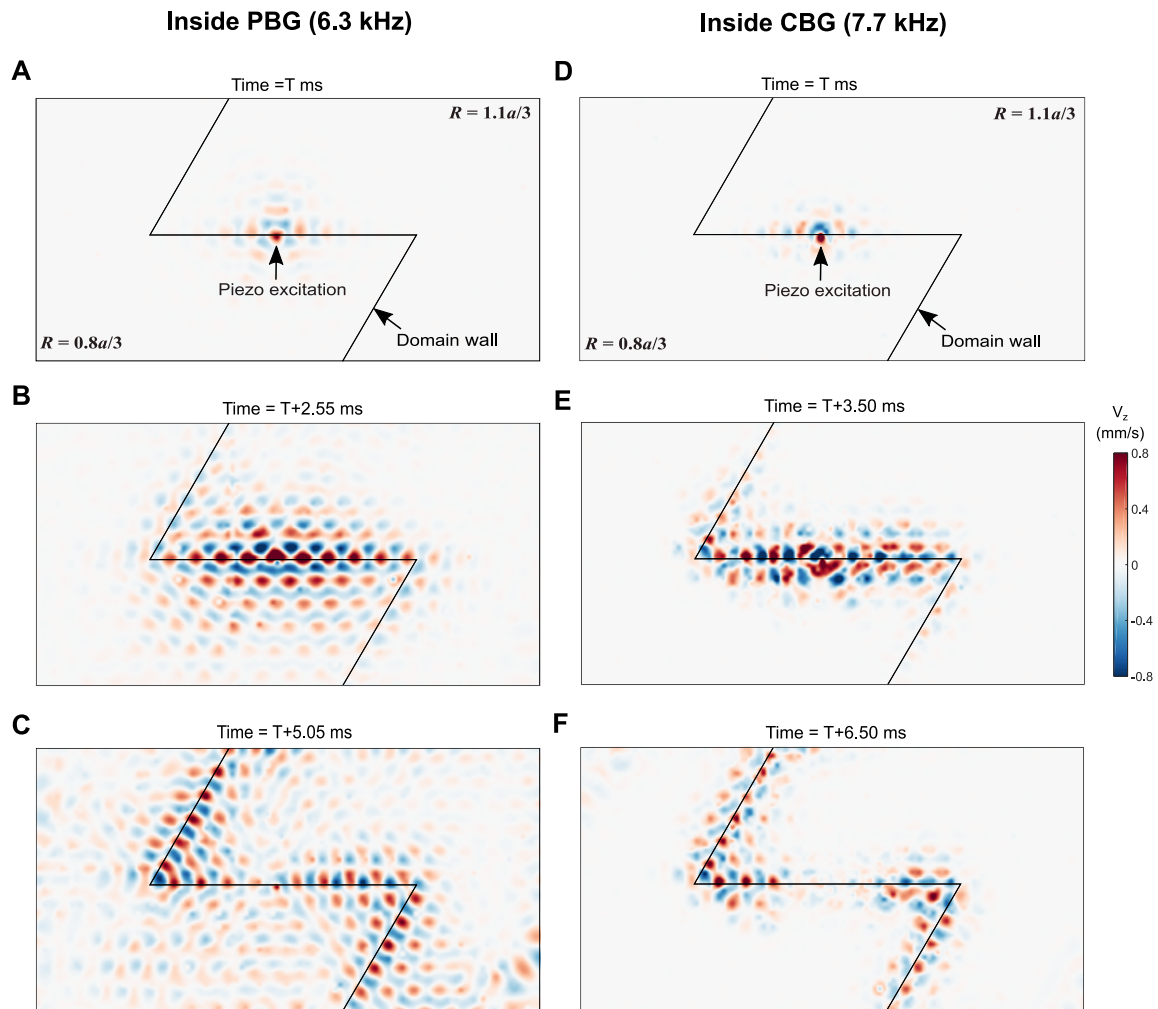 Inside PBG (6.3 kHz)
Inside CBG (7.7 kHz)
A
Time =T ms
R = 1.1a/3
Piezo excitation
Domain wall
R = 0.8a/3
D
Time = T ms
R = 1.1a/3
Piezo excitation
Domain wall
R = 0.8a/3
B
Time = T+2.55 ms
E
Time = T+3.50 ms
Vz
(mm/s)
0.8
0.4
0
-0.4
-0.8
C
Time = T+5.05 ms
F
Time = T+6.50 ms